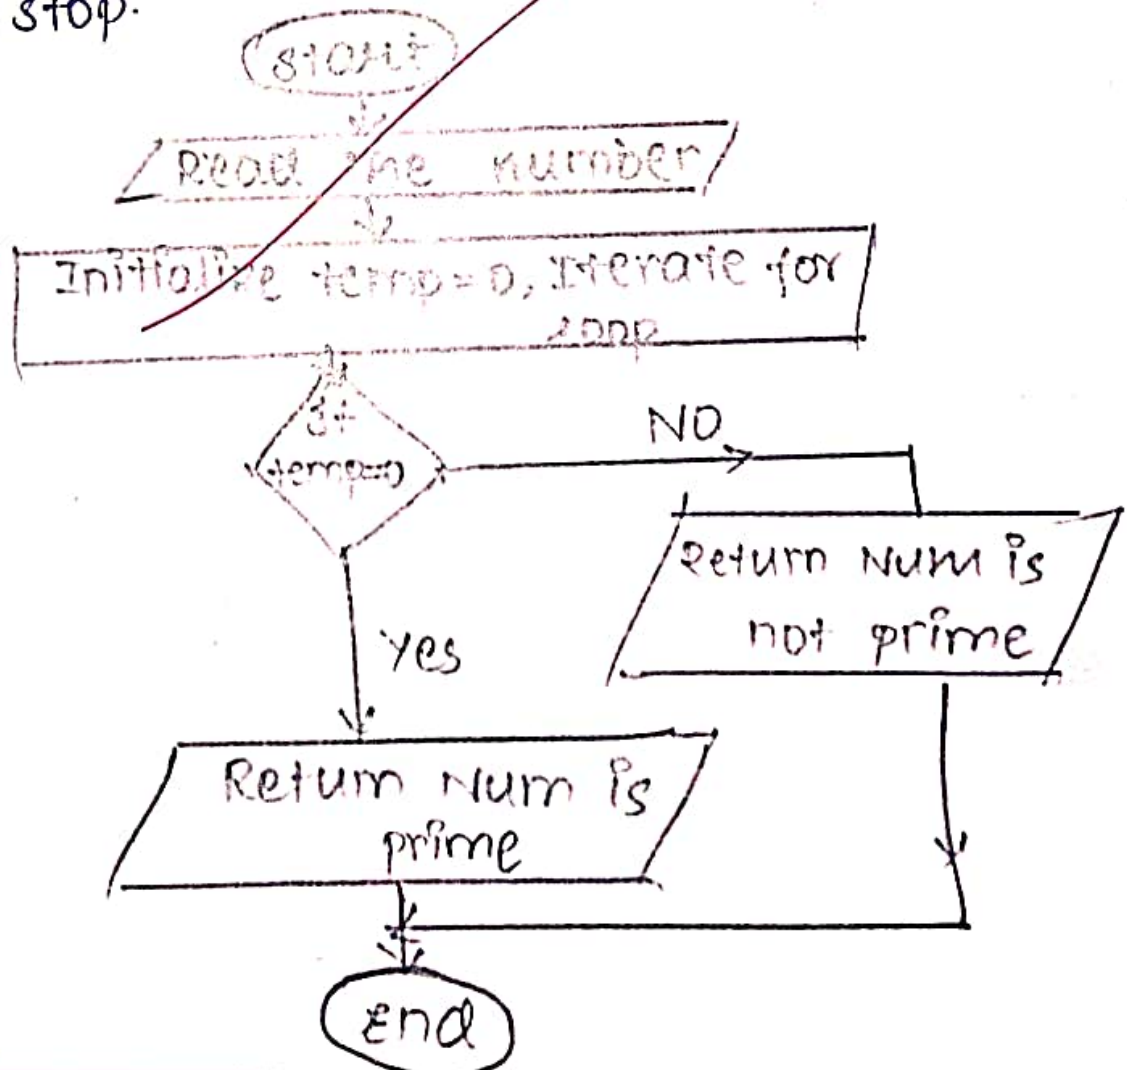 stop.
Start
Read the number
Initialize temp=0, Iterate for
loop
If
temp=0
NO
Return Num is
not prime
Yes
Return Num is
prime
End